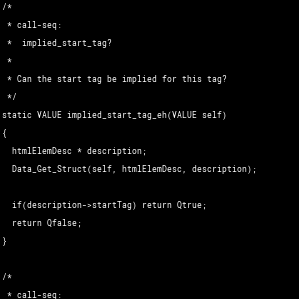 /*
 * call-seq:
 *  implied_start_tag?
 *
 * Can the start tag be implied for this tag?
 */
static VALUE implied_start_tag_eh(VALUE self)
{
  htmlElemDesc * description;
  Data_Get_Struct(self, htmlElemDesc, description);

  if(description->startTag) return Qtrue;
  return Qfalse;
}

/*
 * call-seq: